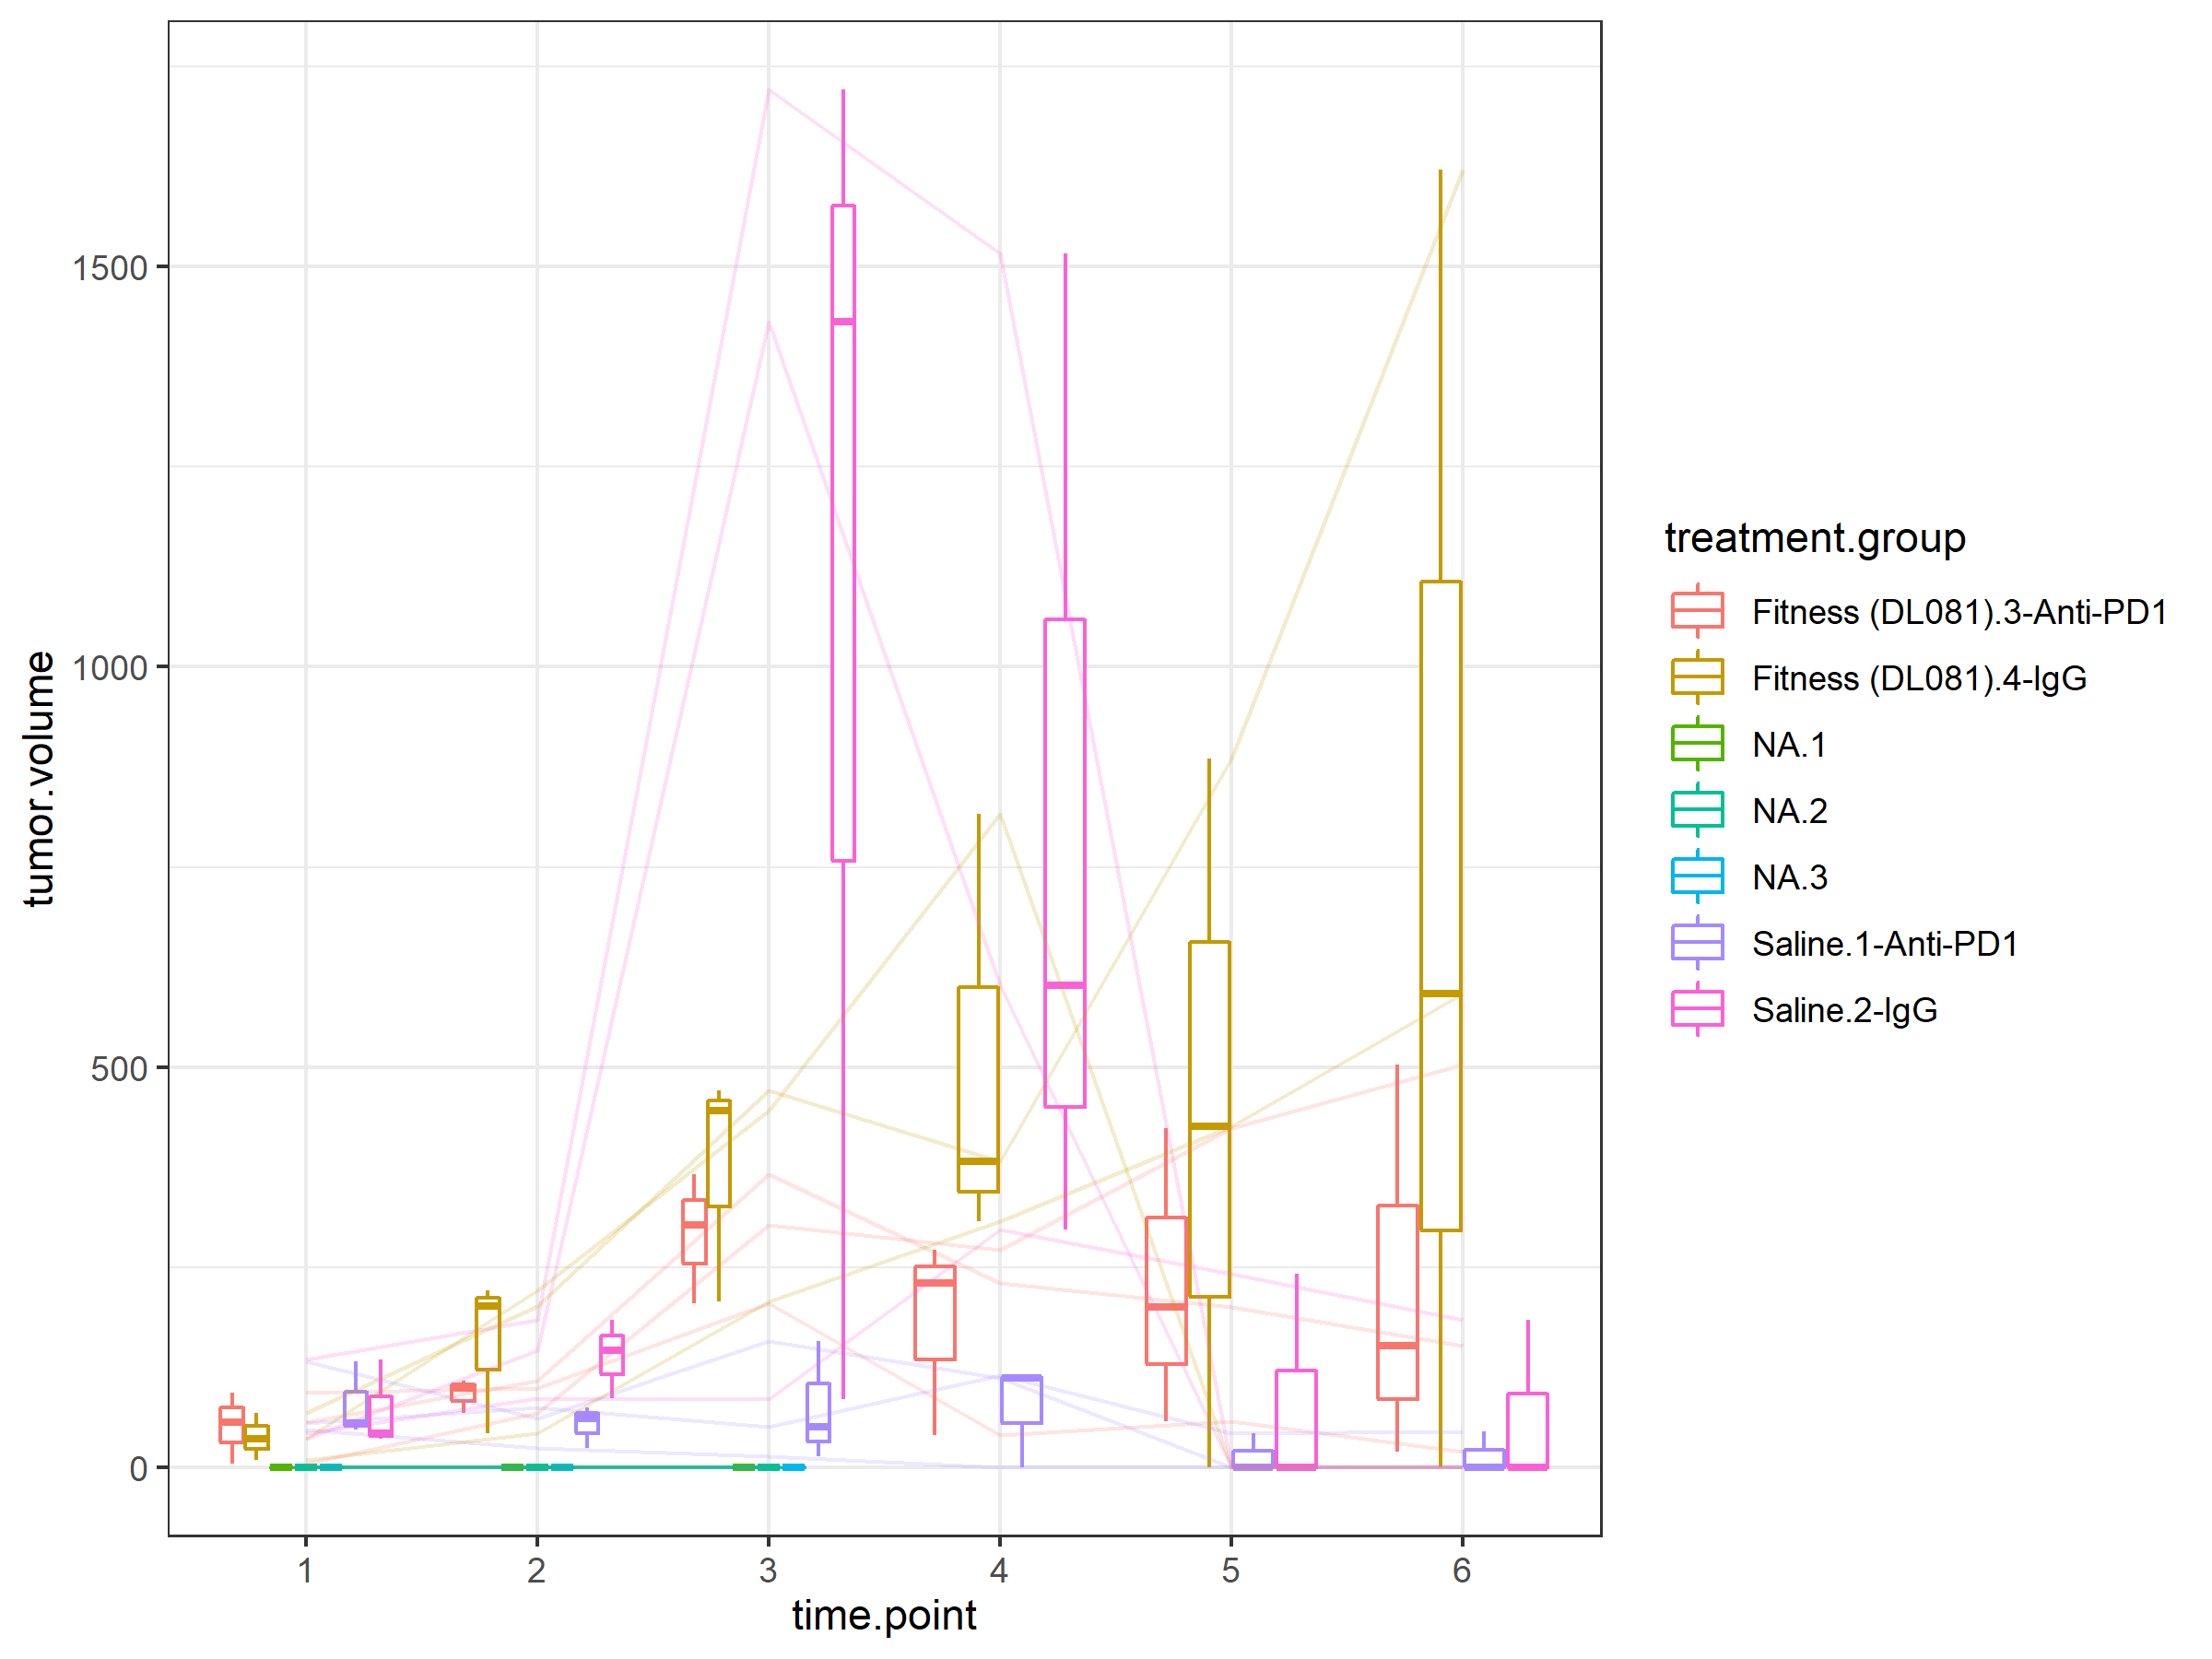 tumor.volume
1500
1000
500
0
1 2 3 4 5 6
time.point
treatment.group
Fitness (DL081).3-Anti-PD1
Fitness (DL081).4-IgG
NA.1
NA.2
NA.3
Saline.1-Anti-PD1
Saline.2-IgG